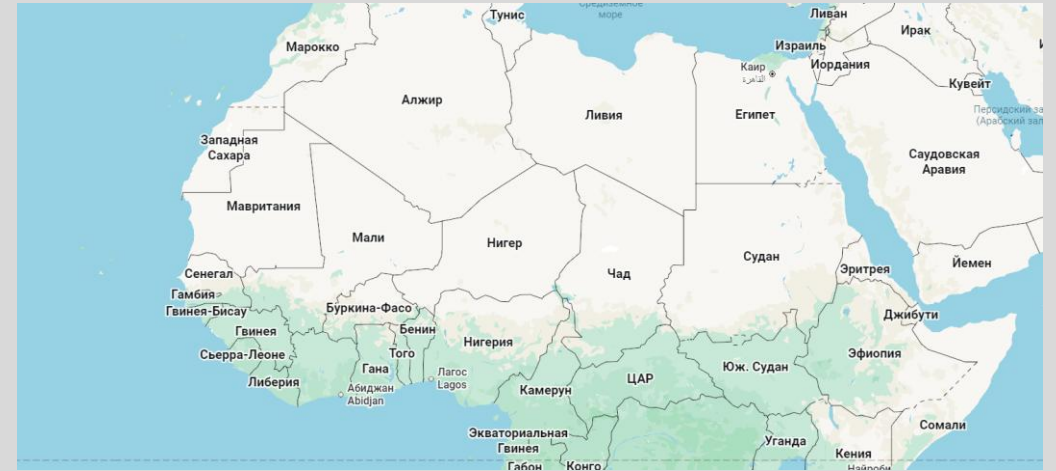 Средиземное
море
Тунис
Ливан
Ирак
Марокко
Израиль
Каир
القاهرة
Иордания
Кувейт
Алжир
Ливия
Египет
Персидский за
(Арабский зал
Западная
Сахара
Саудовская
Аравия
Мавритания
Мали
Нигер
Чад
Судан
Эритрея
Йемен
Сенегал
Гамбия
Гвинея-Бисау
Буркина-Фасо
Джибути
Гвинея
Бенин
Нигерия
Сьерра-Леоне
Того
Гана
Лагос
Lagos
Эфиопия
Юж. Судан
ЦАР
Либерия
Абиджан
Abidjan
Камерун
Сомали
Экваториальная
Гвинея
Уганда
Кения
Габон
Конго
Найроби